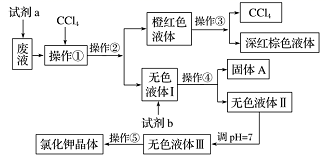 试剂a
CCl₄
废液
操作①
操作②
橙红色液体
操作③
CCl₄
深红棕色液体
无色液体Ⅰ
操作④
固体A
无色液体Ⅱ
试剂b
调pH=7
无色液体Ⅲ
操作⑤
氯化钾晶体